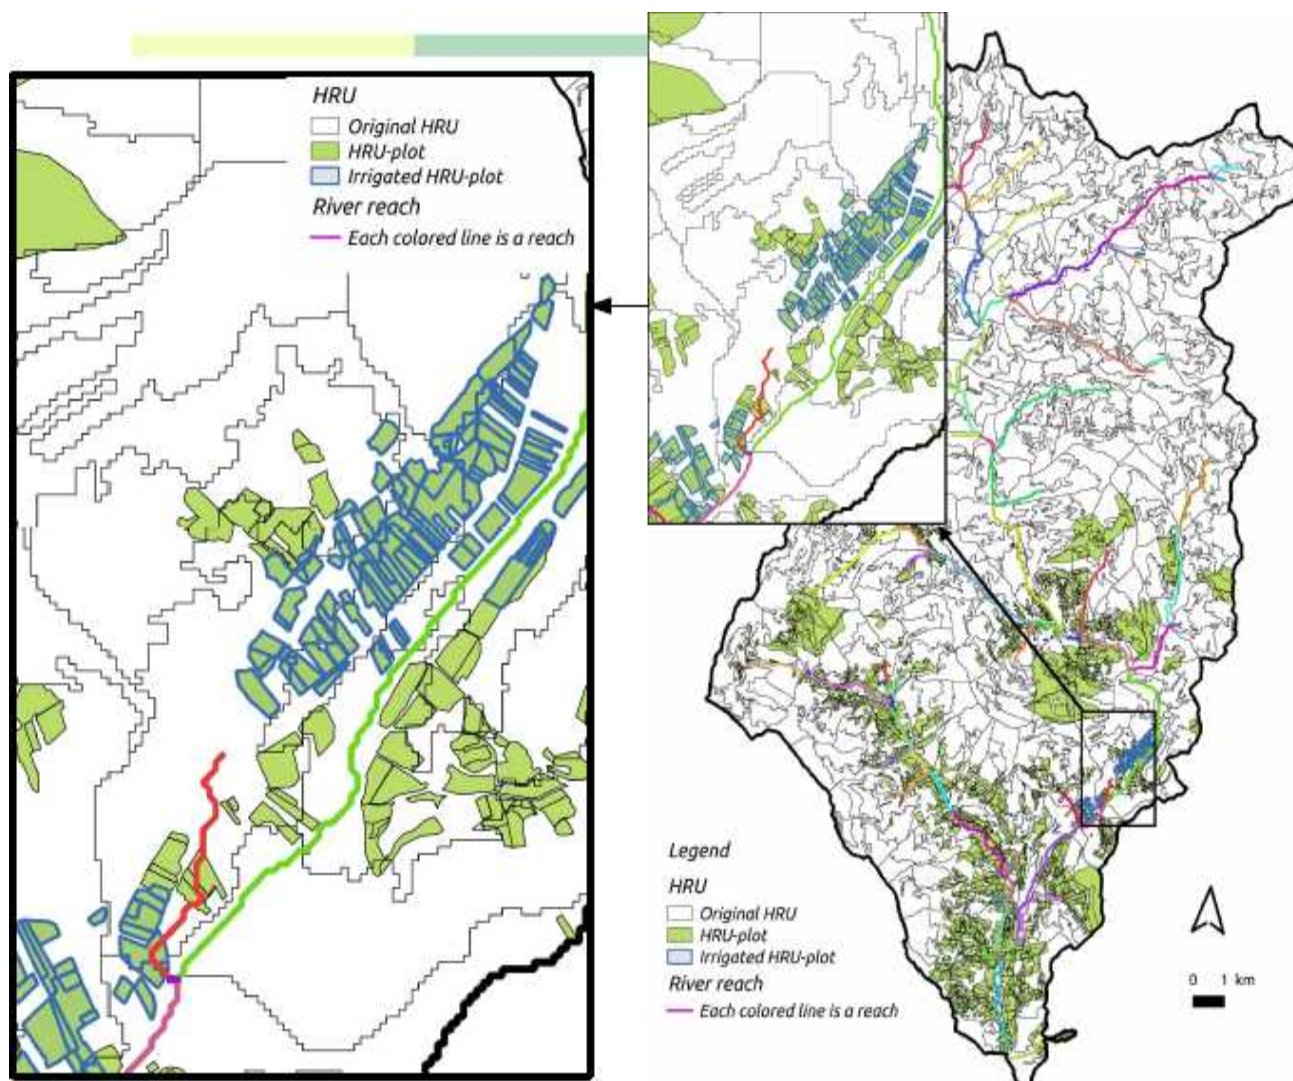 HRU
Original HRU
HRU-plot
Irrigated HRU-plot
River reach
Each colored line is a reach
Legend
HRU
Original HRU
HRU-plot
Irrigated HRU-plot
River reach
Each colored line is a reach
0 1 km